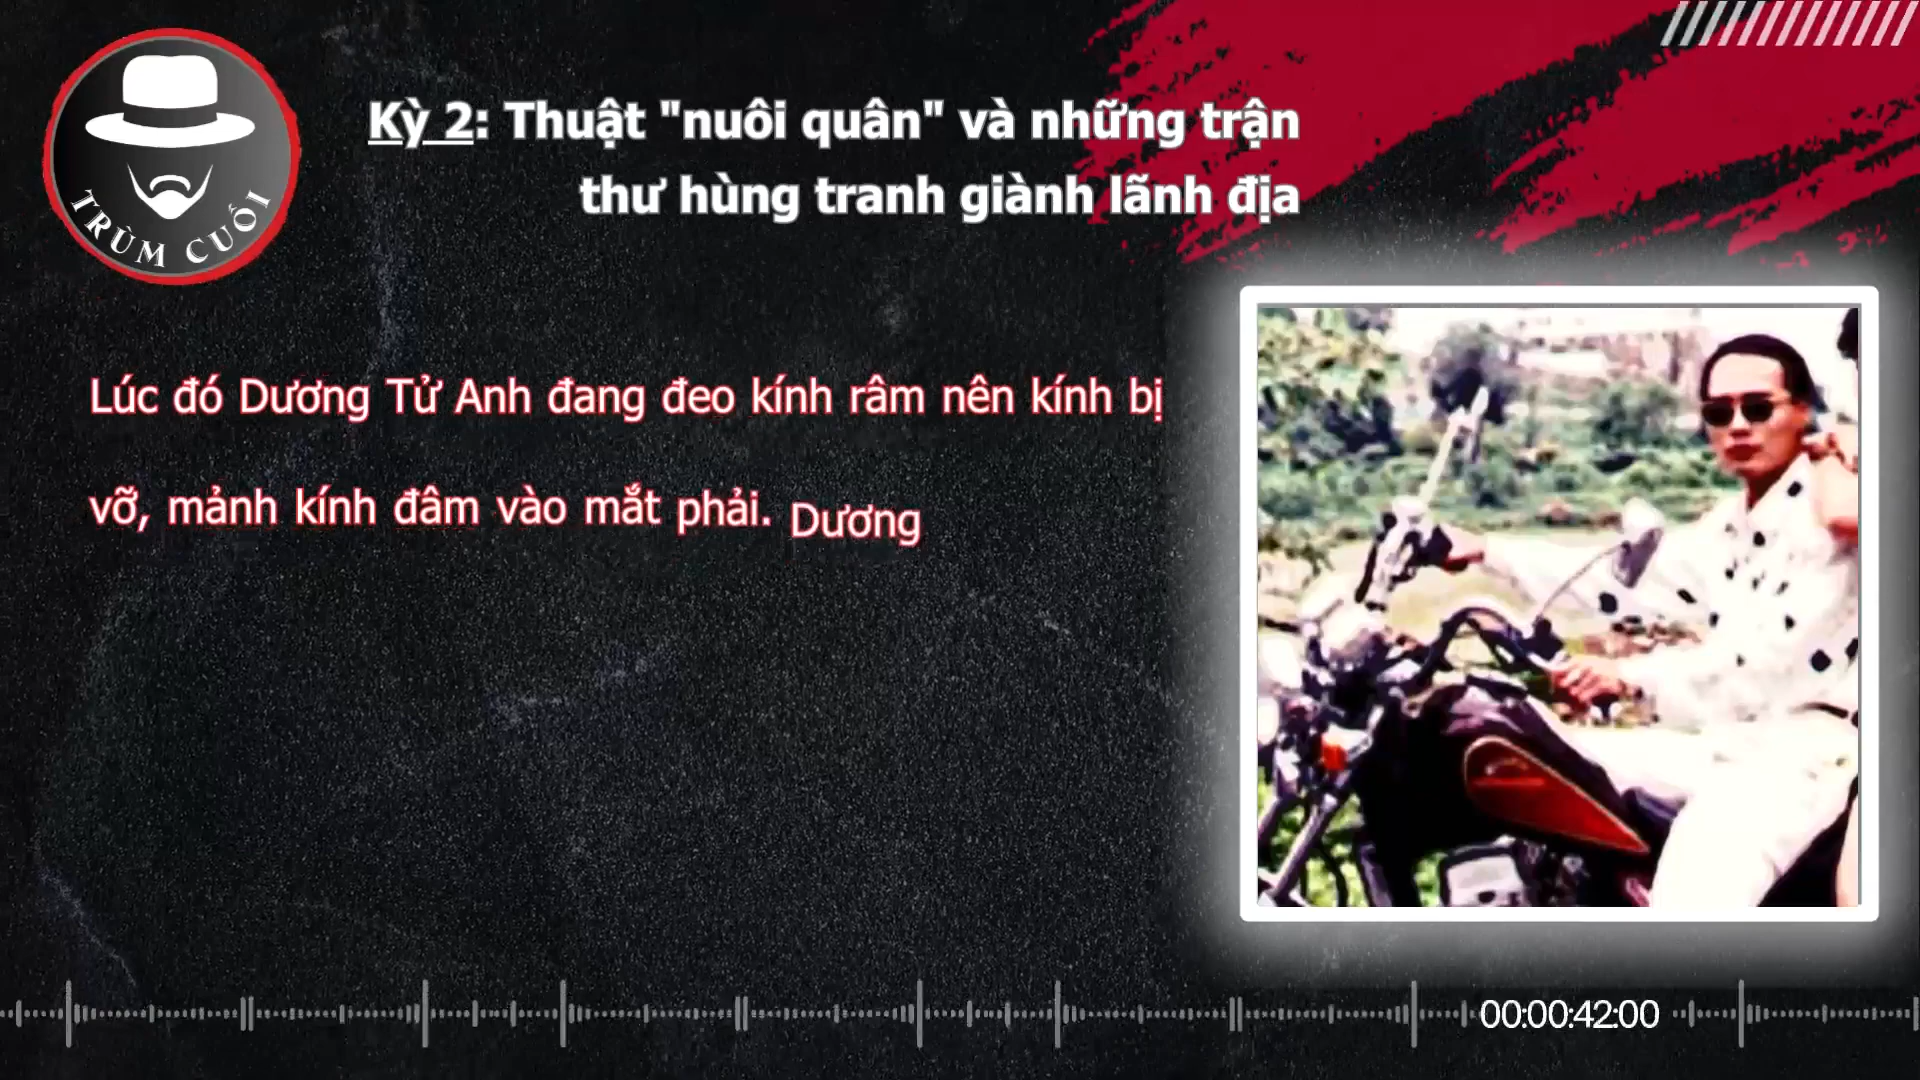 TRÙM CUỐI
Kỳ 2: Thuật "nuôi quân" và những trận
thư hùng tranh giành lãnh địa
Lúc đó Dương Tử Anh đang đeo kính râm nên kính bị
vỡ, mảnh kính đâm vào mắt phải. Dương
00:00:42:00